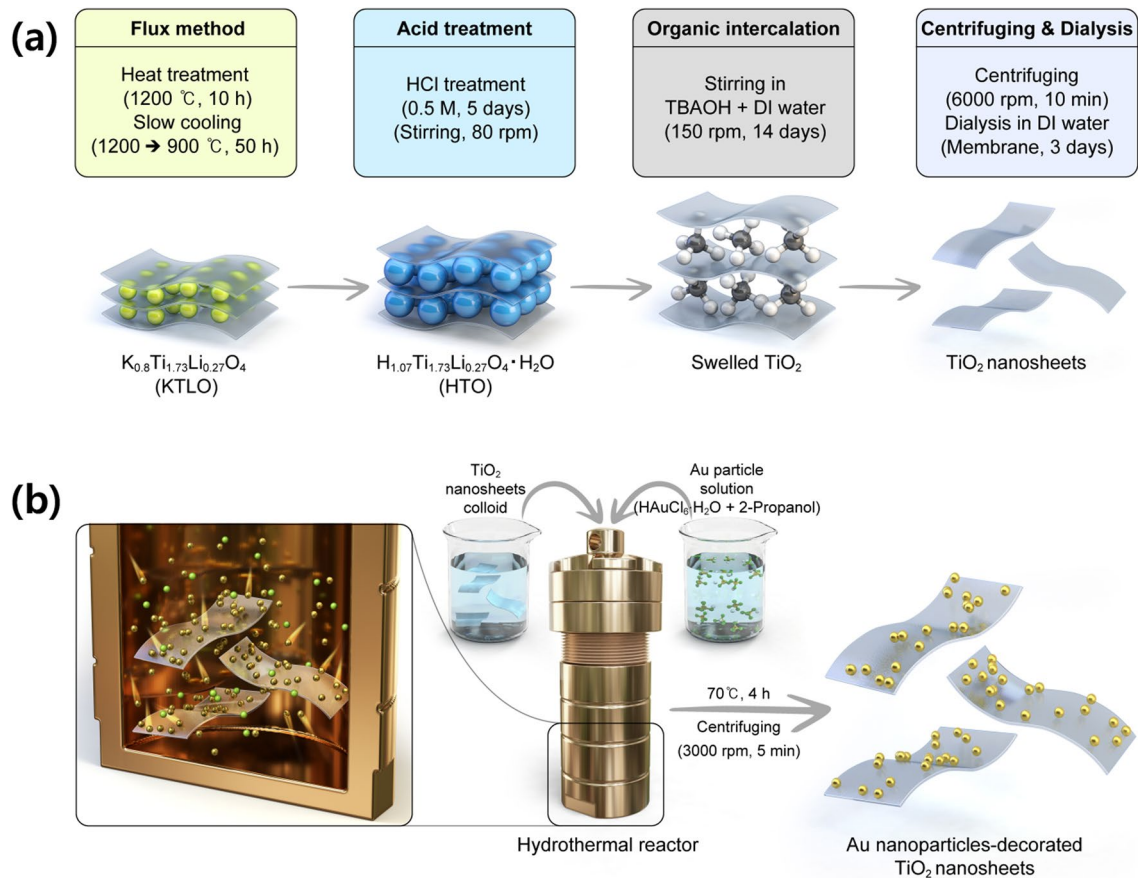 (a)
Flux method
Heat treatment
(1200 ℃, 10 h)
Slow cooling
(1200 ➔ 900 ℃, 50 h)
Acid treatment
HCl treatment
(0.5 M, 5 days)
(Stirring, 80 rpm)
Organic intercalation
Stirring in
TBAOH + DI water
(150 rpm, 14 days)
Centrifuging & Dialysis
Centrifuging
(6000 rpm, 10 min)
Dialysis in DI water
(Membrane, 3 days)
K₀.₈Ti₁.₇₃Li₀.₂₇O₄
(KTLO)
H₁.₀₇Ti₁.₇₃Li₀.₂₇O₄·H₂O
(HTO)
Swelled TiO₂
TiO₂ nanosheets
(b)
TiO₂
nanosheets
colloid
Au particle
solution
(HAuCl₆·H₂O + 2-Propanol)
70℃, 4 h
Centrifuging
(3000 rpm, 5 min)
Hydrothermal reactor
Au nanoparticles-decorated
TiO₂ nanosheets